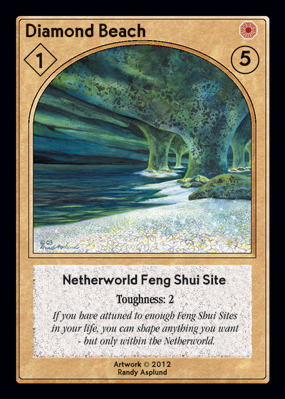 Diamond Beach
1
5
Netherworld Feng Shui Site
Toughness: 2
If you have attuned to enough Feng Shui Sites
in your life, you can shape anything you want
- but only within the Netherworld.
Artwork © 2012
Randy Asplund